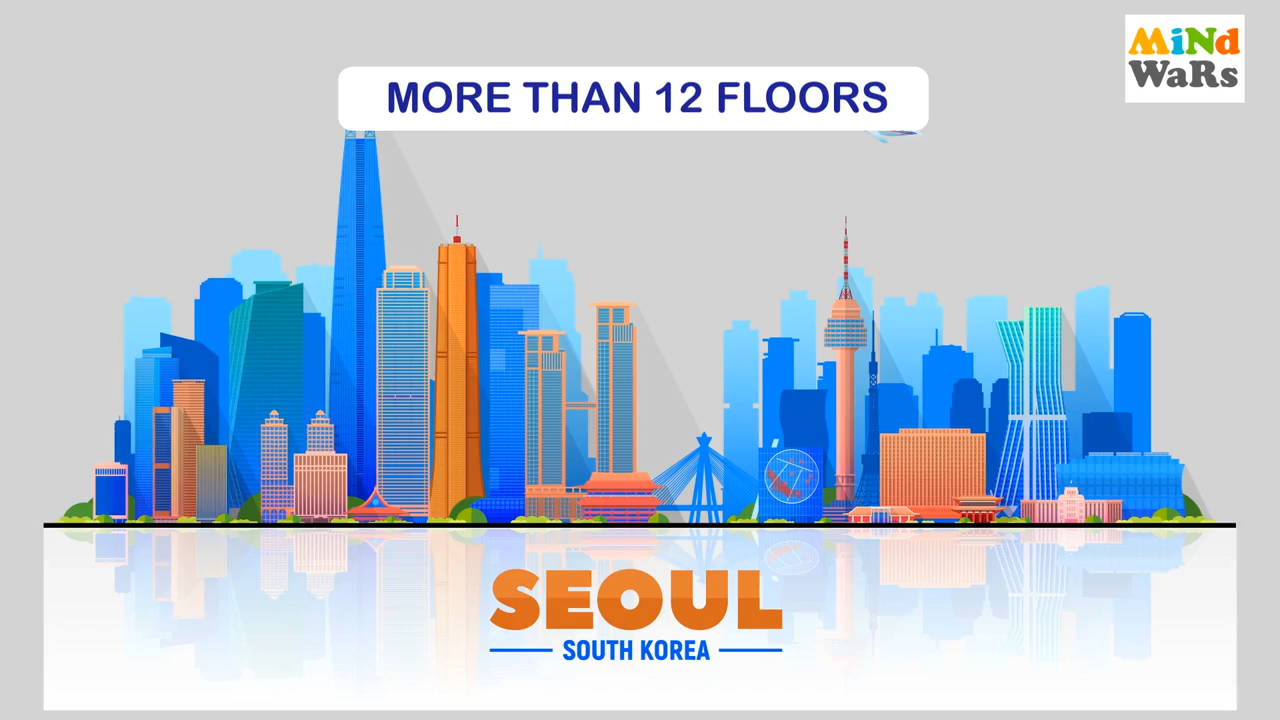 MiNd
WaRs
MORE THAN 12 FLOORS
SEOUL
SOUTH KOREA